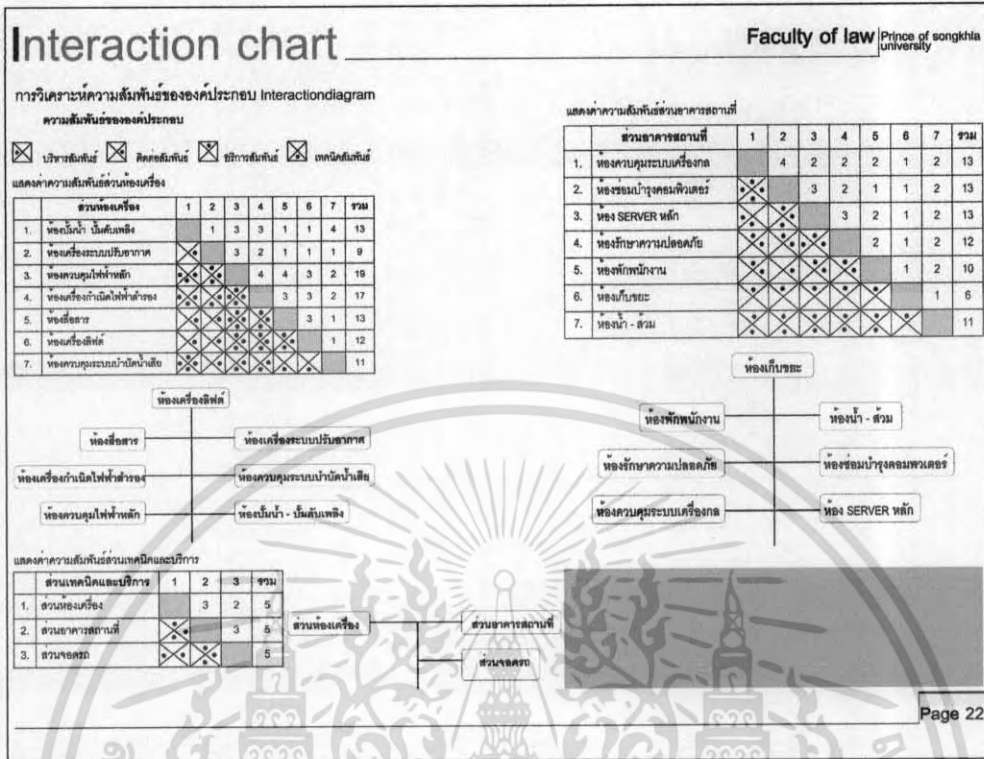 Interaction chart
Faculty of law
Prince of songkhla university
การวิเคราะห์ความสัมพันธ์ขององค์ประกอบ Interactiondiagram
ความสัมพันธ์ขององค์ประกอบ
บริหารสัมพันธ์ ติดต่อสัมพันธ์ บริการสัมพันธ์ เทคนิคสัมพันธ์
แสดงค่าความสัมพันธ์ส่วนห้องเครื่อง
ส่วนห้องเครื่อง 1 2 3 4 5 6 7 รวม
1. ห้องปั๊มน้ำ ปั๊มดับเพลิง 1 3 3 1 1 4 13
2. ห้องเครื่องระบบปรับอากาศ 3 2 1 1 1 9
3. ห้องควบคุมไฟฟ้าหลัก 4 4 3 2 19
4. ห้องเครื่องกำเนิดไฟฟ้าสำรอง 3 3 2 17
5. ห้องสื่อสาร 3 1 13
6. ห้องเครื่องลิฟต์ 1 12
7. ห้องควบคุมระบบบำบัดน้ำเสีย 11
แสดงค่าความสัมพันธ์ส่วนอาคารสถานที่
ส่วนอาคารสถานที่ 1 2 3 4 5 6 7 รวม
1. ห้องควบคุมระบบเครื่องกล 4 2 2 2 1 2 13
2. ห้องซ่อมบำรุงคอมพิวเตอร์ 3 2 1 1 2 13
3. ห้อง SERVER หลัก 3 2 1 2 13
4. ห้องรักษาความปลอดภัย 2 1 2 12
5. ห้องพักพนักงาน 1 2 10
6. ห้องเก็บขยะ 1 6
7. ห้องน้ำ - ส้วม 11
ห้องเครื่องลิฟต์
ห้องสื่อสาร ห้องเครื่องระบบปรับอากาศ
ห้องเครื่องกำเนิดไฟฟ้าสำรอง ห้องควบคุมระบบบำบัดน้ำเสีย
ห้องควบคุมไฟฟ้าหลัก ห้องปั๊มน้ำ - ปั๊มดับเพลิง
ห้องเก็บขยะ
ห้องพักพนักงาน ห้องน้ำ - ส้วม
ห้องรักษาความปลอดภัย ห้องซ่อมบำรุงคอมพวเตอร์
ห้องควบคุมระบบเครื่องกล ห้อง SERVER หลัก
แสดงค่าความสัมพันธ์ส่วนเทคนิคและบริการ
ส่วนเทคนิคและบริการ 1 2 3 รวม
1. ส่วนห้องเครื่อง 3 2 5
2. ส่วนอาคารสถานที่ 3 5
3. ส่วนจอดรถ 5
ส่วนห้องเครื่อง ส่วนอาคารสถานที่
ส่วนจอดรถ
Page 22